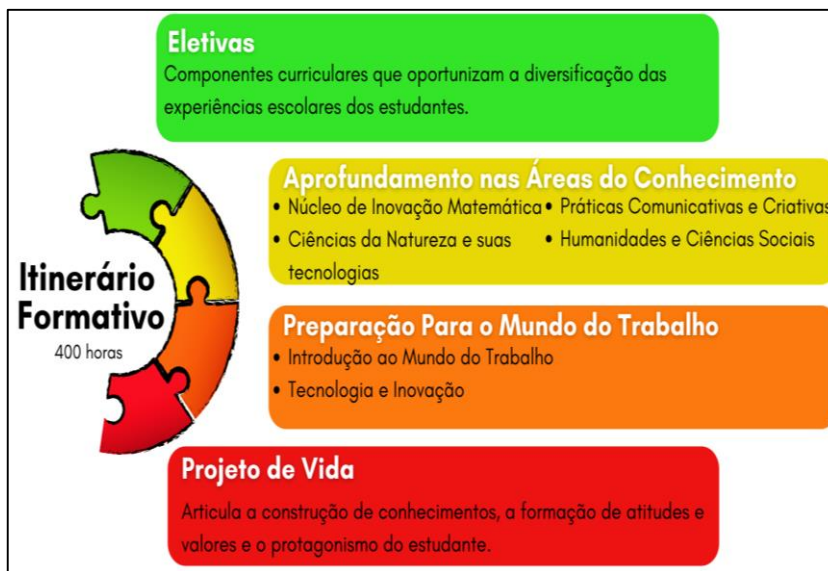 Eletivas
Componentes curriculares que oportunizam a diversificação das
experiências escolares dos estudantes.
Itinerário
Formativo
400 horas
Aprofundamento nas Áreas do Conhecimento
• Núcleo de Inovação Matemática
• Ciências da Natureza e suas
tecnologias
• Práticas Comunicativas e Criativas
• Humanidades e Ciências Sociais
Preparação Para o Mundo do Trabalho
• Introdução ao Mundo do Trabalho
• Tecnologia e Inovação
Projeto de Vida
Articula a construção de conhecimentos, a formação de atitudes e
valores e o protagonismo do estudante.